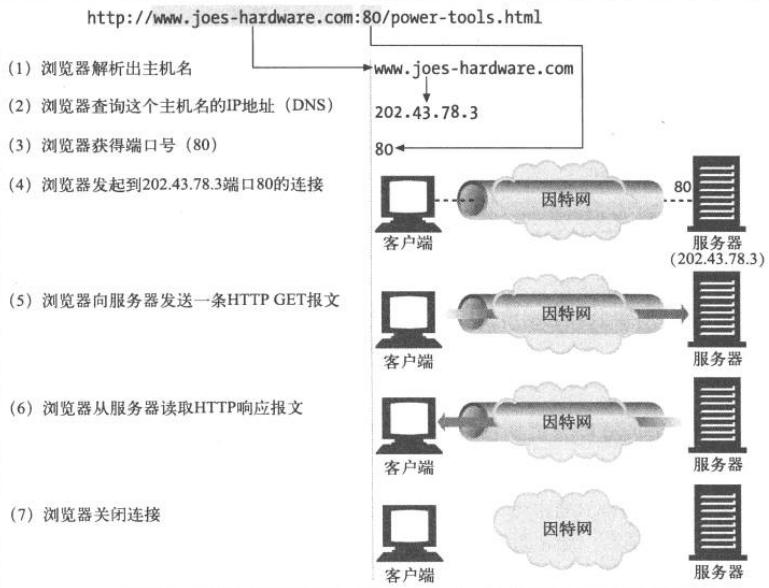 http://www.joes-hardware.com:80/power-tools.html
(1) 浏览器解析出主机名
www.joes-hardware.com
(2) 浏览器查询这个主机名的IP地址（DNS）
202.43.78.3
(3) 浏览器获得端口号（80）
80
(4) 浏览器发起到202.43.78.3端口80的连接
因特网
80
客户端
服务器
(202.43.78.3)
(5) 浏览器向服务器发送一条HTTP GET报文
因特网
客户端
服务器
(6) 浏览器从服务器读取HTTP响应报文
因特网
客户端
服务器
(7) 浏览器关闭连接
因特网
客户端
服务器